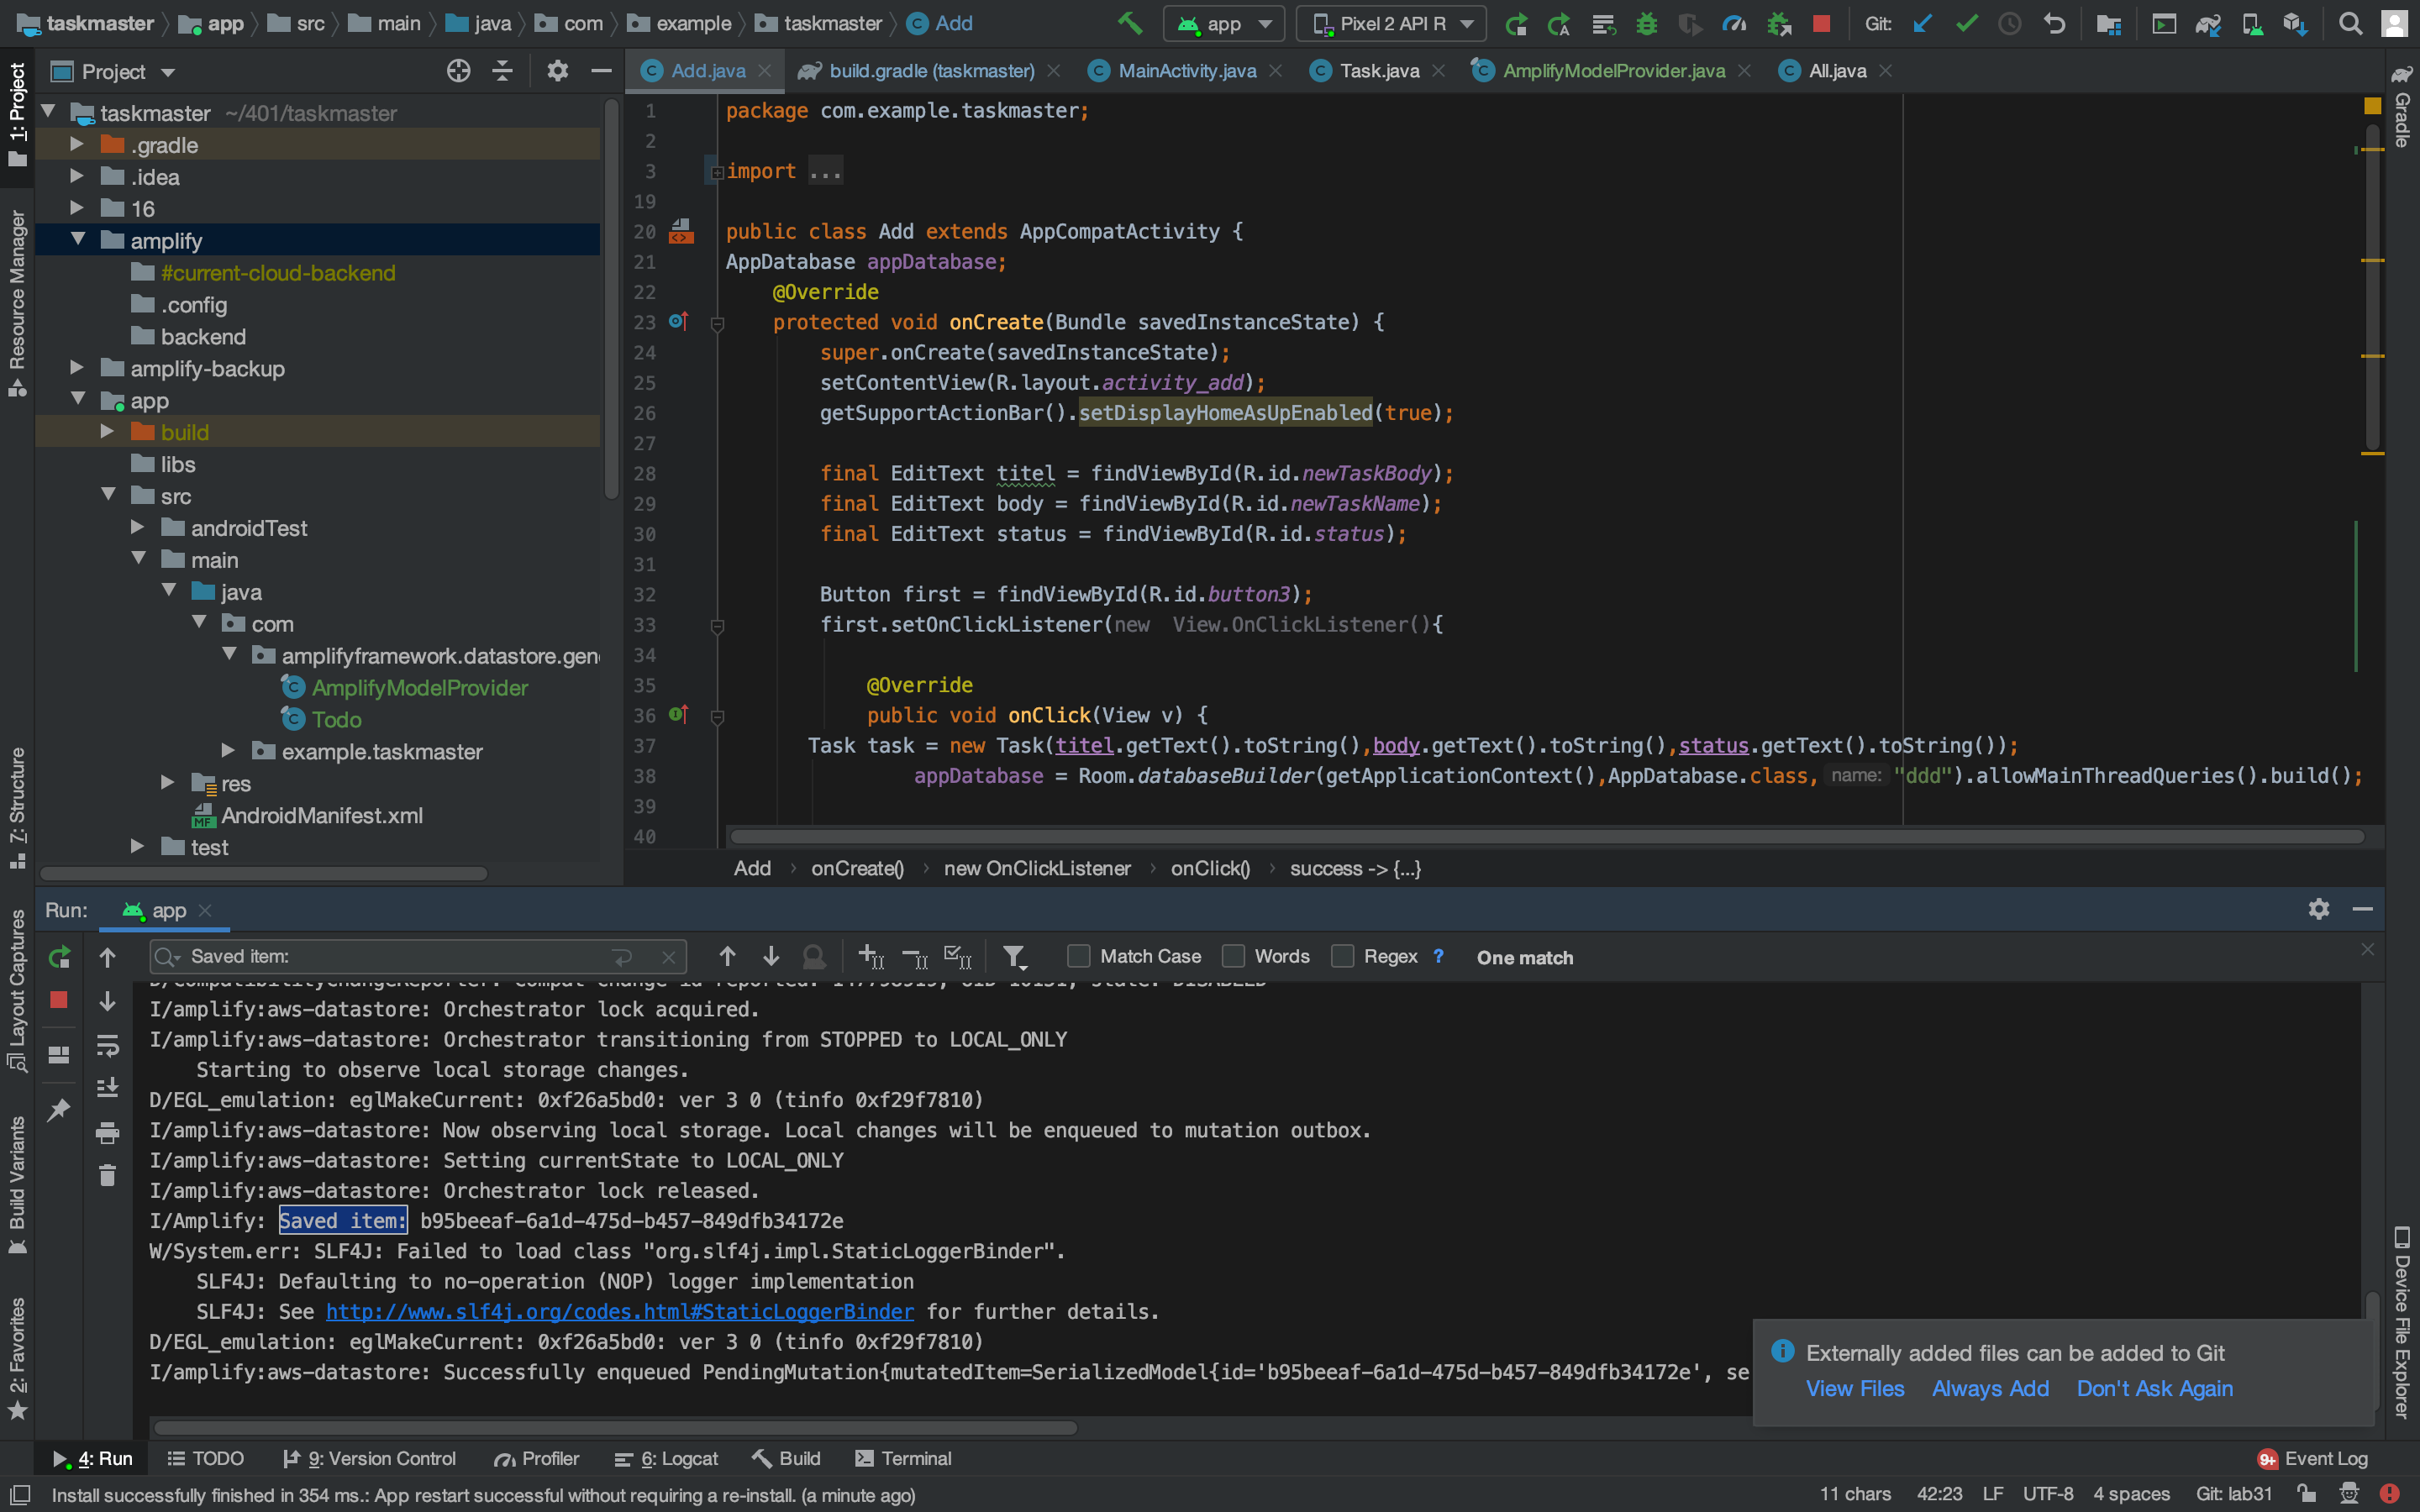 taskmaster app src main java com example taskmaster Add
app Pixel 2 API R Git:
1: Project
Resource Manager
Z: Structure
Layout Captures
Build Variants
2: Favorites
Project
taskmaster ~/401/taskmaster
.gradle
.idea
16
amplify
#current-cloud-backend
.config
backend
amplify-backup
app
build
libs
src
androidTest
main
java
com
amplifyframework.datastore.gen
AmplifyModelProvider
Todo
example.taskmaster
res
AndroidManifest.xml
test
Add.java build.gradle (taskmaster) MainActivity.java Task.java AmplifyModelProvider.java All.java
1 package com.example.taskmaster;
2
3 import ...
19
20 public class Add extends AppCompatActivity {
21 AppDatabase appDatabase;
22 @Override
23 protected void onCreate(Bundle savedInstanceState) {
24 super.onCreate(savedInstanceState);
25 setContentView(R.layout.activity_add);
26 getSupportActionBar().setDisplayHomeAsUpEnabled(true);
27
28 final EditText titel = findViewById(R.id.newTaskBody);
29 final EditText body = findViewById(R.id.newTaskName);
30 final EditText status = findViewById(R.id.status);
31
32 Button first = findViewById(R.id.button3);
33 first.setOnClickListener(new View.OnClickListener(){
34
35 @Override
36 public void onClick(View v) {
37 Task task = new Task(titel.getText().toString(),body.getText().toString(),status.getText().toString());
38 appDatabase = Room.databaseBuilder(getApplicationContext(),AppDatabase.class, name: "ddd").allowMainThreadQueries().build();
39
40
Add › onCreate() › new OnClickListener › onClick() › success -> {...}
Gradle
Device File Explorer
Run: app
Saved item: Match Case Words Regex ? One match
D/CompatibilityChangeReporter: Compat change id reported: 147798919; UID 10151; state: DISABLED
I/amplify:aws-datastore: Orchestrator lock acquired.
I/amplify:aws-datastore: Orchestrator transitioning from STOPPED to LOCAL_ONLY
Starting to observe local storage changes.
D/EGL_emulation: eglMakeCurrent: 0xf26a5bd0: ver 3 0 (tinfo 0xf29f7810)
I/amplify:aws-datastore: Now observing local storage. Local changes will be enqueued to mutation outbox.
I/amplify:aws-datastore: Setting currentState to LOCAL_ONLY
I/amplify:aws-datastore: Orchestrator lock released.
I/Amplify: Saved item: b95beeaf-6a1d-475d-b457-849dfb34172e
W/System.err: SLF4J: Failed to load class "org.slf4j.impl.StaticLoggerBinder".
SLF4J: Defaulting to no-operation (NOP) logger implementation
SLF4J: See http://www.slf4j.org/codes.html#StaticLoggerBinder for further details.
D/EGL_emulation: eglMakeCurrent: 0xf26a5bd0: ver 3 0 (tinfo 0xf29f7810)
I/amplify:aws-datastore: Successfully enqueued PendingMutation{mutatedItem=SerializedModel{id='b95beeaf-6a1d-475d-b457-849dfb34172e', se
Externally added files can be added to Git
View Files Always Add Don't Ask Again
4: Run TODO 9: Version Control Profiler 6: Logcat Build Terminal 9+ Event Log
Install successfully finished in 354 ms.: App restart successful without requiring a re-install. (a minute ago) 11 chars 42:23 LF UTF-8 4 spaces Git: lab31